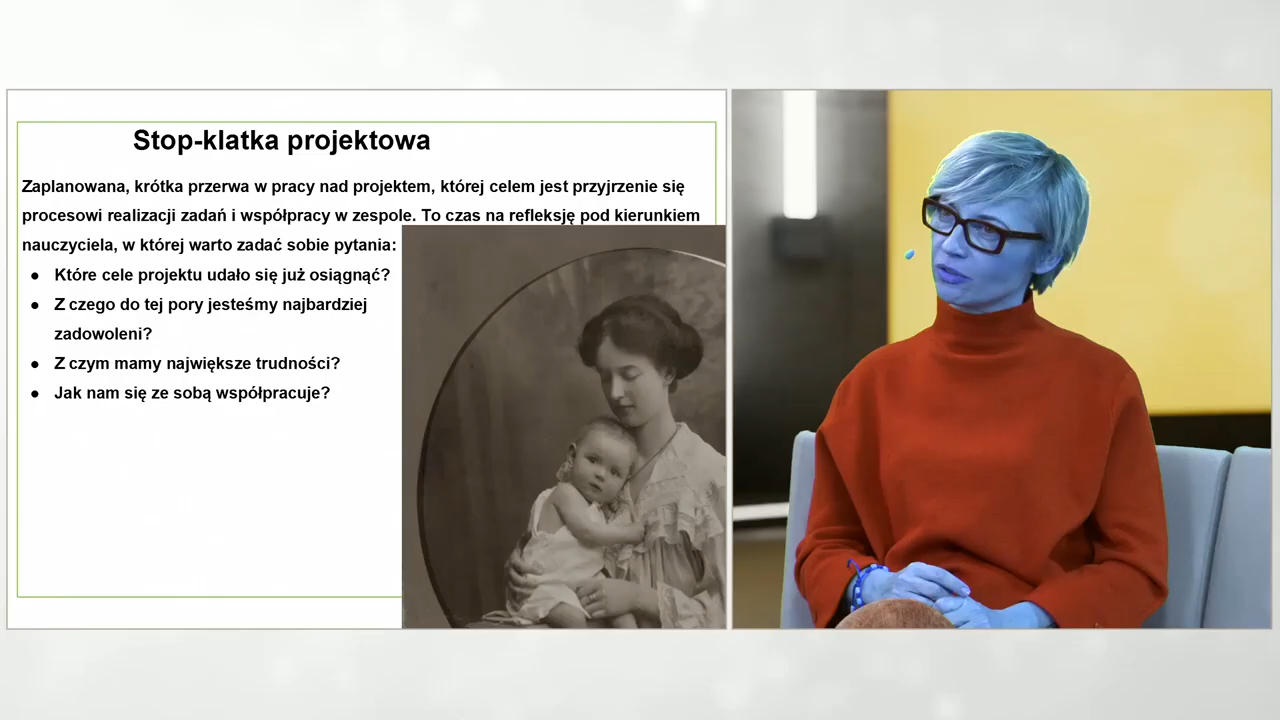 Stop-klatka projektowa
Zaplanowana, krótka przerwa w pracy nad projektem, której celem jest przyjrzenie się
procesowi realizacji zadań i współpracy w zespole. To czas na refleksję pod kierunkiem
nauczyciela, w której warto zadać sobie pytania:
● Które cele projektu udało się już osiągnąć?
● Z czego do tej pory jesteśmy najbardziej
zadowoleni?
● Z czym mamy największe trudności?
● Jak nam się ze sobą współpracuje?